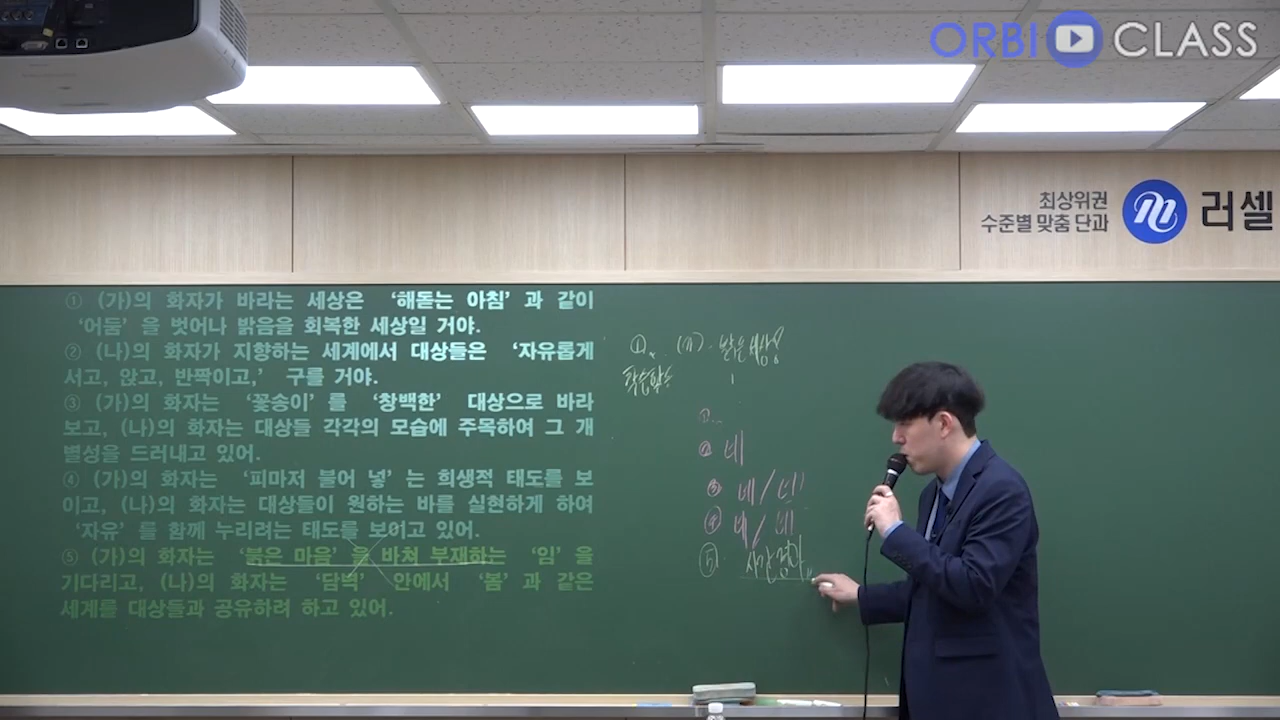 ORBI CLASS
최상위권
수준별 맞춤 단과
러셀
① (가)의 화자가 바라는 세상은 '해돋는 아침'과 같이
'어둠'을 벗어나 밝음을 회복한 세상일 거야.
② (나)의 화자가 지향하는 세계에서 대상들은 '자유롭게
서고, 앉고, 반짝이고,' 구를 거야.
③ (가)의 화자는 '꽃송이'를 '창백한' 대상으로 바라
보고, (나)의 화자는 대상들 각각의 모습에 주목하여 그 개
별성을 드러내고 있어.
④ (가)의 화자는 '피마저 불어 넣'는 희생적 태도를 보
이고, (나)의 화자는 대상들이 원하는 바를 실현하게 하여
'자유'를 함께 누리려는 태도를 보이고 있어.
⑤ (가)의 화자는 '붉은 마음'을 바쳐 부재하는 '임'을
기다리고, (나)의 화자는 '담벽' 안에서 '봄'과 같은
세계를 대상들과 공유하려 하고 있어.
① (가) 밝은 세상?
①
② 네
③ 네/네
④ 네/네
⑤